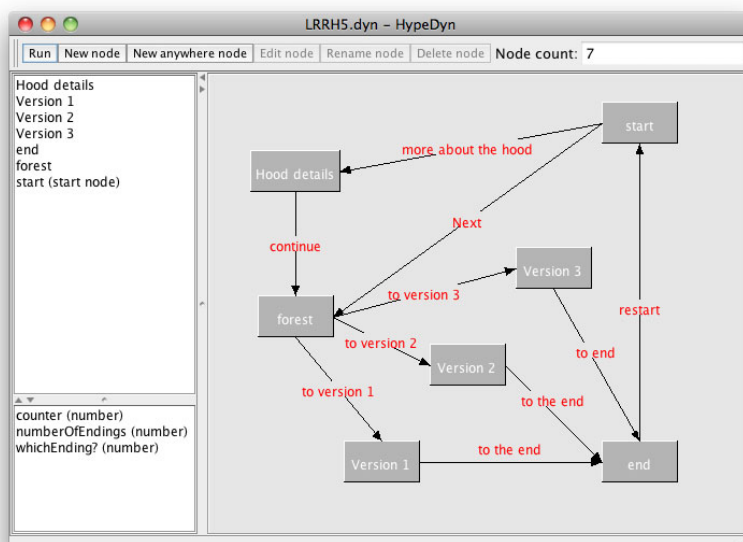 LRRH5.dyn – HypeDyn
Run New node New anywhere node Edit node Rename node Delete node Node count: 7
Hood details
Version 1
Version 2
Version 3
end
forest
start (start node)
counter (number)
numberOfEndings (number)
whichEnding? (number)
start
more about the hood
Hood details
Next
continue
Version 3
to version 3
restart
forest
to version 2
to end
Version 2
to version 1
to the end
to the end
Version 1
end